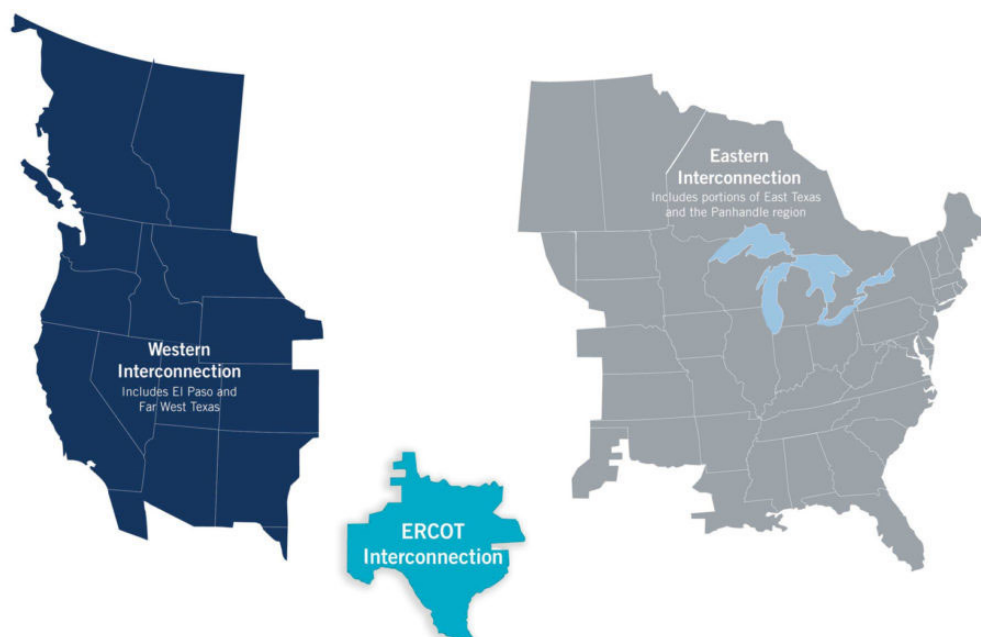 Western
Interconnection
Includes El Paso and
Far West Texas
ERCOT
Interconnection
Eastern
Interconnection
Includes portions of East Texas
and the Panhandle region